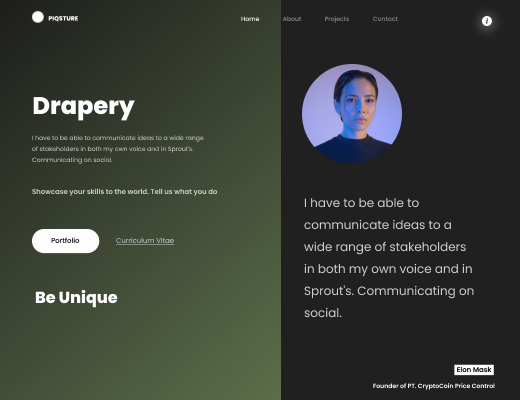 PIQSTURE
Home About Projects Contact
i
Drapery
I have to be able to communicate ideas to a wide range
of stakeholders in both my own voice and in Sprout's.
Communicating on social.
Showcase your skills to the world. Tell us what you do
Portfolio Curriculum Vitae
Be Unique
I have to be able to
communicate ideas to a
wide range of stakeholders
in both my own voice and in
Sprout's. Communicating on
social.
Elon Mask
Founder of PT. CryptoCoin Price Control